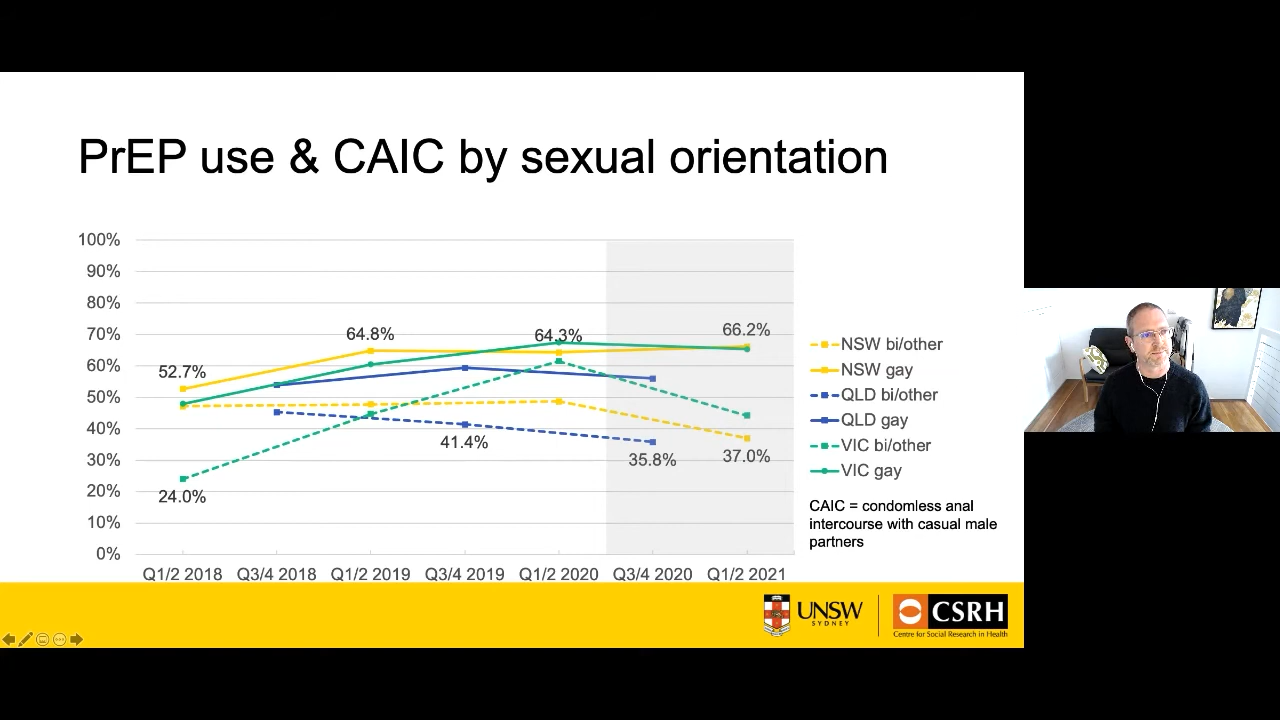 PrEP use & CAIC by sexual orientation
100%
90%
80%
70%
60%
50%
40%
30%
20%
10%
0%
52.7%
64.8%
64.3%
66.2%
41.4%
35.8%
37.0%
24.0%
Q1/2 2018 Q3/4 2018 Q1/2 2019 Q3/4 2019 Q1/2 2020 Q3/4 2020 Q1/2 2021
NSW bi/other
NSW gay
QLD bi/other
QLD gay
VIC bi/other
VIC gay
CAIC = condomless anal
intercourse with casual male
partners
UNSW
SYDNEY
CSRH
Centre for Social Research in Health